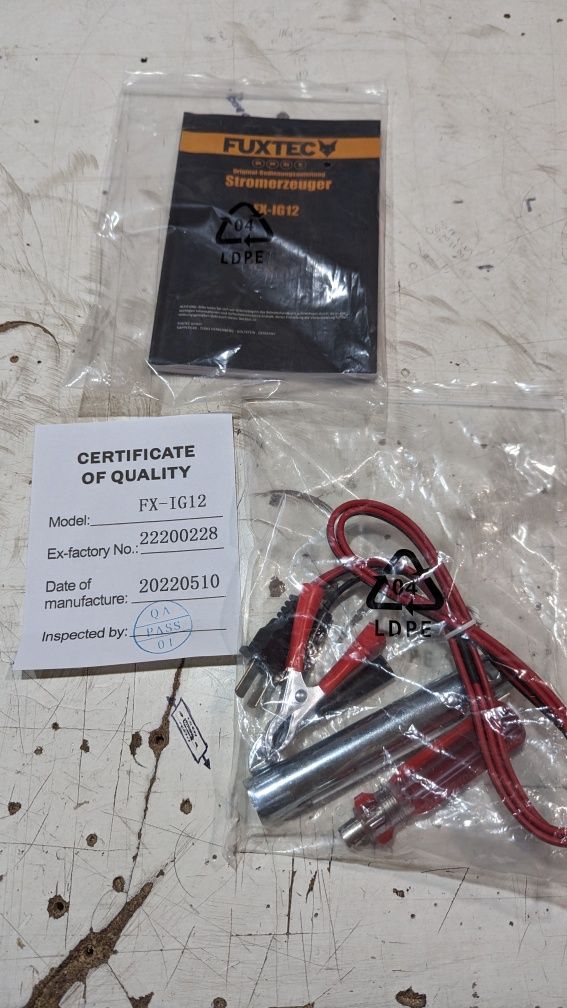 FUXTEC
Original-Bedienungsanleitung
Stromerzeuger
FX-IG12
04
LDPE
CERTIFICATE
OF QUALITY
Model: FX-IG12
Ex-factory No.: 22200228
Date of
manufacture: 20220510
Inspected by:
QA
PASS
01
04
LDPE